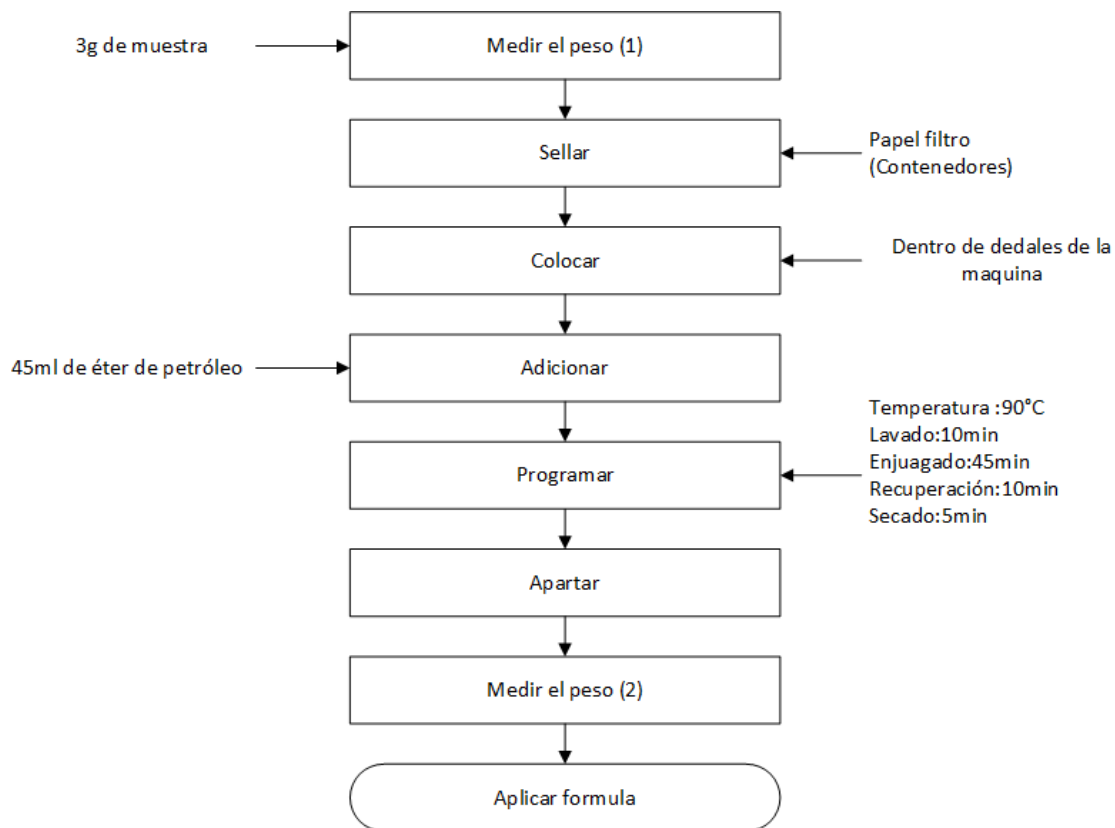 3g de muestra
Medir el peso (1)
Sellar
Papel filtro
(Contenedores)
Colocar
Dentro de dedales de la
maquina
45ml de éter de petróleo
Adicionar
Temperatura :90°C
Lavado:10min
Enjuagado:45min
Recuperación:10min
Secado:5min
Programar
Apartar
Medir el peso (2)
Aplicar formula